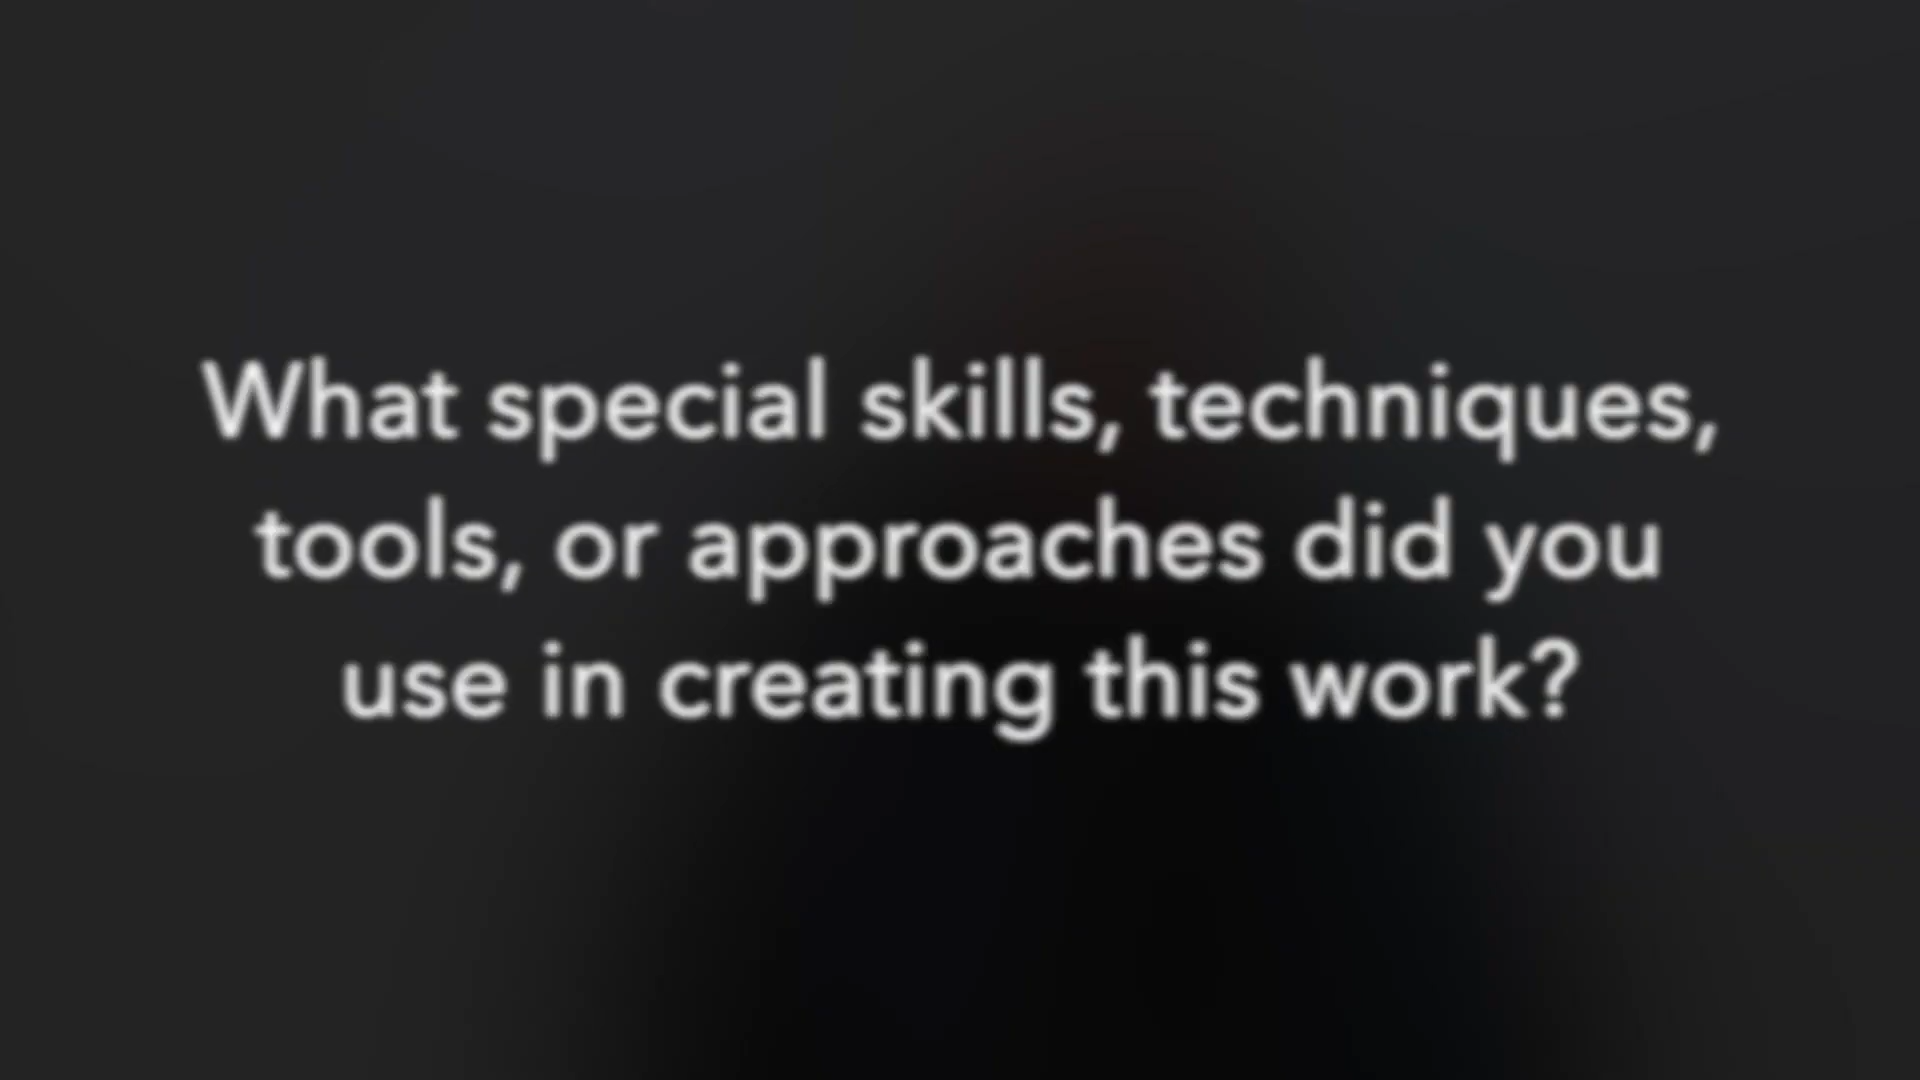 What special skills, techniques,
tools, or approaches did you
use in creating this work?